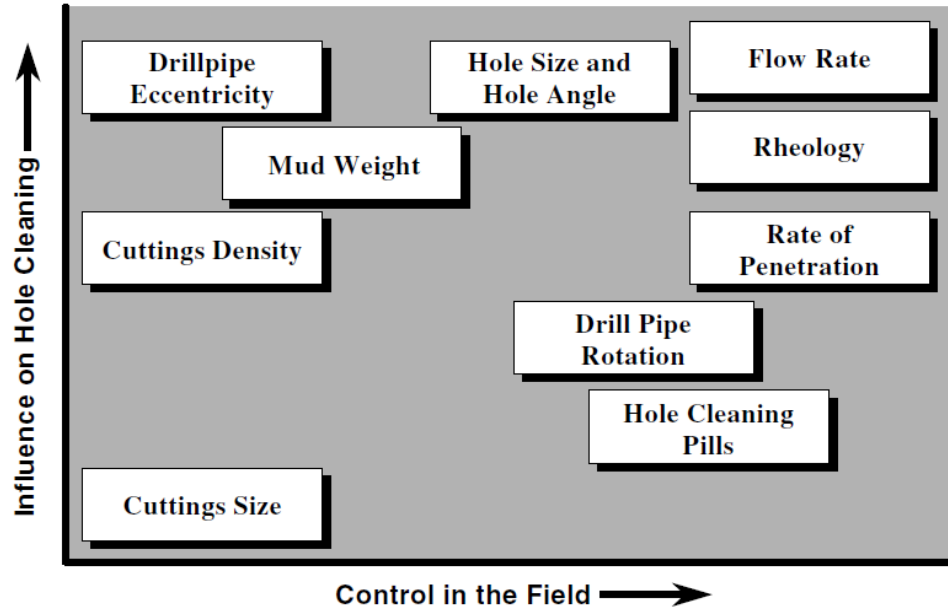 Influence on Hole Cleaning
Drillpipe
Eccentricity
Hole Size and
Hole Angle
Flow Rate
Mud Weight
Rheology
Cuttings Density
Rate of
Penetration
Drill Pipe
Rotation
Hole Cleaning
Pills
Cuttings Size
Control in the Field